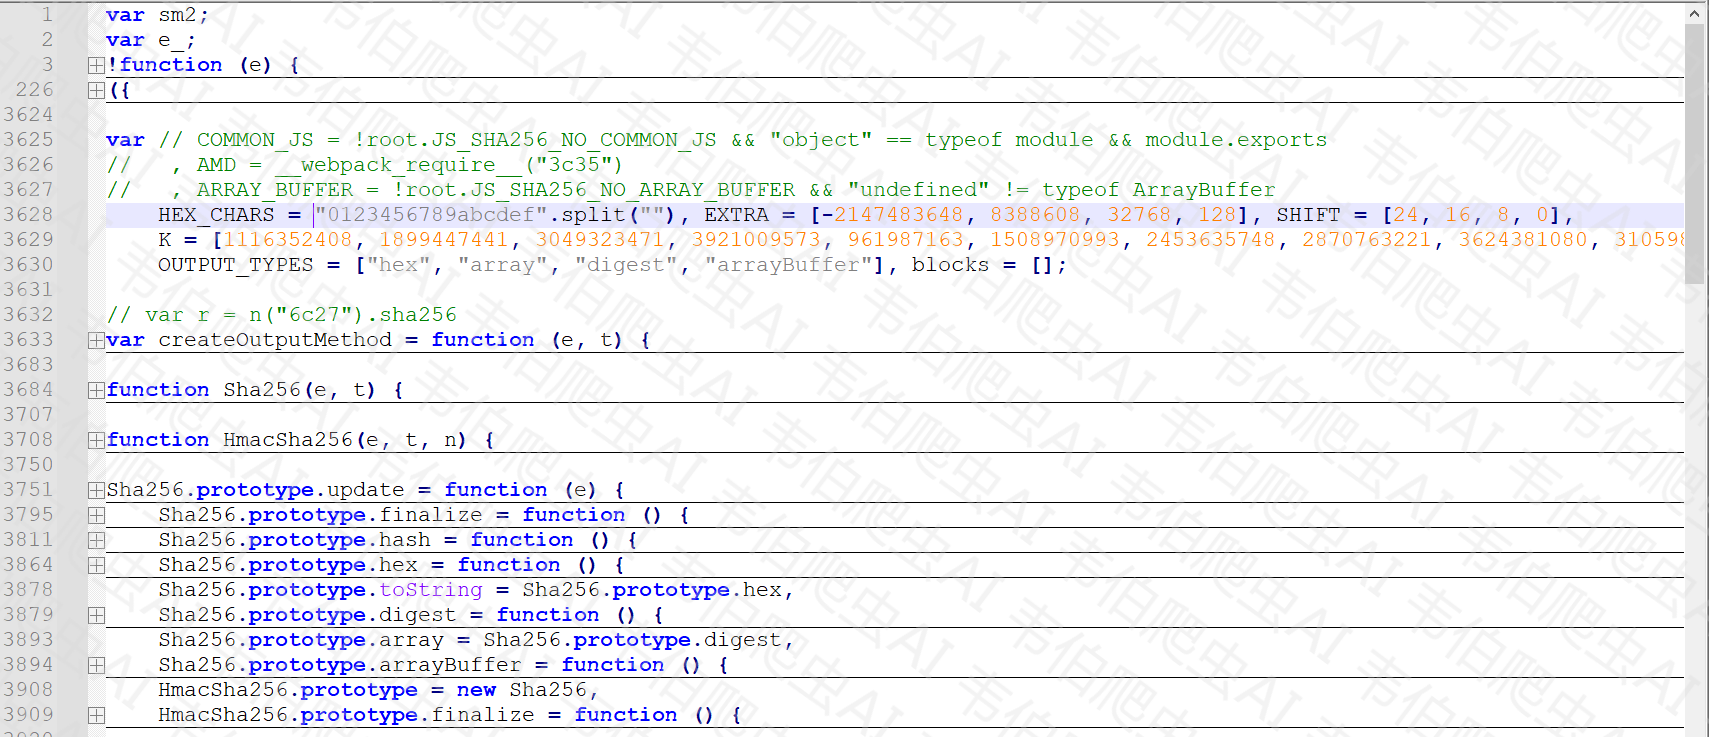 1 var sm2;
2 var e_;
3 !function (e) {
226 ({
3624
3625 var // COMMON_JS = !root.JS_SHA256_NO_COMMON_JS && "object" == typeof module && module.exports
3626 //   , AMD = __webpack_require__("3c35")
3627 //   , ARRAY_BUFFER = !root.JS_SHA256_NO_ARRAY_BUFFER && "undefined" != typeof ArrayBuffer
3628     HEX_CHARS = "0123456789abcdef".split(""), EXTRA = [-2147483648, 8388608, 32768, 128], SHIFT = [24, 16, 8, 0],
3629     K = [1116352408, 1899447441, 3049323471, 3921009573, 961987163, 1508970993, 2453635748, 2870763221, 3624381080, 310598
3630     OUTPUT_TYPES = ["hex", "array", "digest", "arrayBuffer"], blocks = [];
3631
3632 // var r = n("6c27").sha256
3633 var createOutputMethod = function (e, t) {
3683
3684 function Sha256(e, t) {
3707
3708 function HmacSha256(e, t, n) {
3750
3751 Sha256.prototype.update = function (e) {
3795     Sha256.prototype.finalize = function () {
3811     Sha256.prototype.hash = function () {
3864     Sha256.prototype.hex = function () {
3878     Sha256.prototype.toString = Sha256.prototype.hex,
3879     Sha256.prototype.digest = function () {
3893     Sha256.prototype.array = Sha256.prototype.digest,
3894     Sha256.prototype.arrayBuffer = function () {
3908     HmacSha256.prototype = new Sha256,
3909     HmacSha256.prototype.finalize = function () {
韦伯爬虫AI